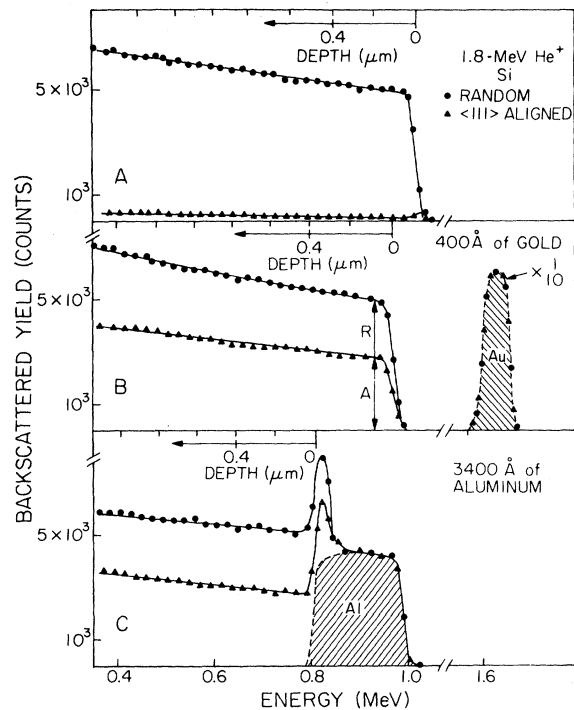 BACKSCATTERED YIELD (COUNTS)
0.4 0
DEPTH (μm)
1.8-MeV He+
Si
● RANDOM
▲ <111> ALIGNED
5 × 10³
10³
A
0.4 0
DEPTH (μm)
400Å of GOLD
× 1/10
5 × 10³
10³
R
A
Au
B
0.4 0
DEPTH (μm)
3400 Å of
ALUMINUM
5 × 10³
10³
Al
C
0.4 0.6 0.8 1.0 1.6
ENERGY (MeV)